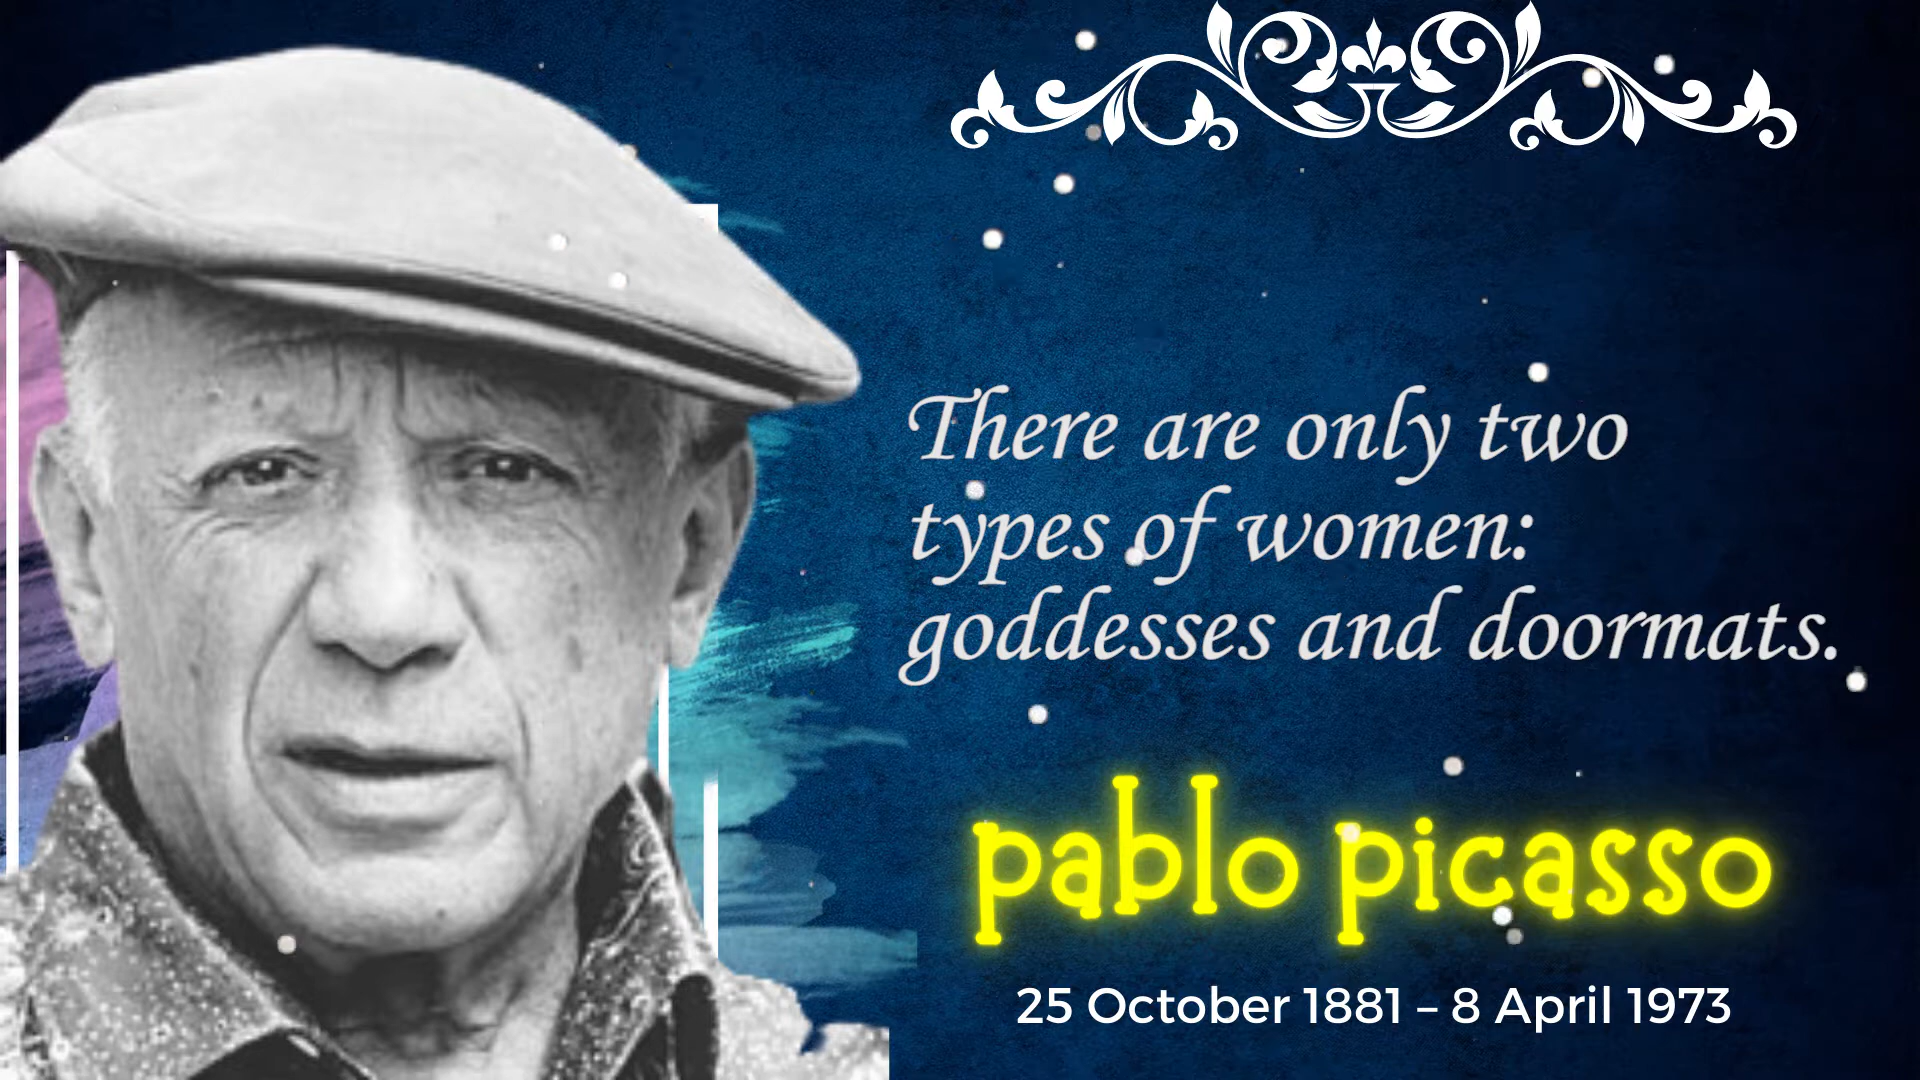 There are only two
types of women:
goddesses and doormats.
pablo picasso
25 October 1881 – 8 April 1973